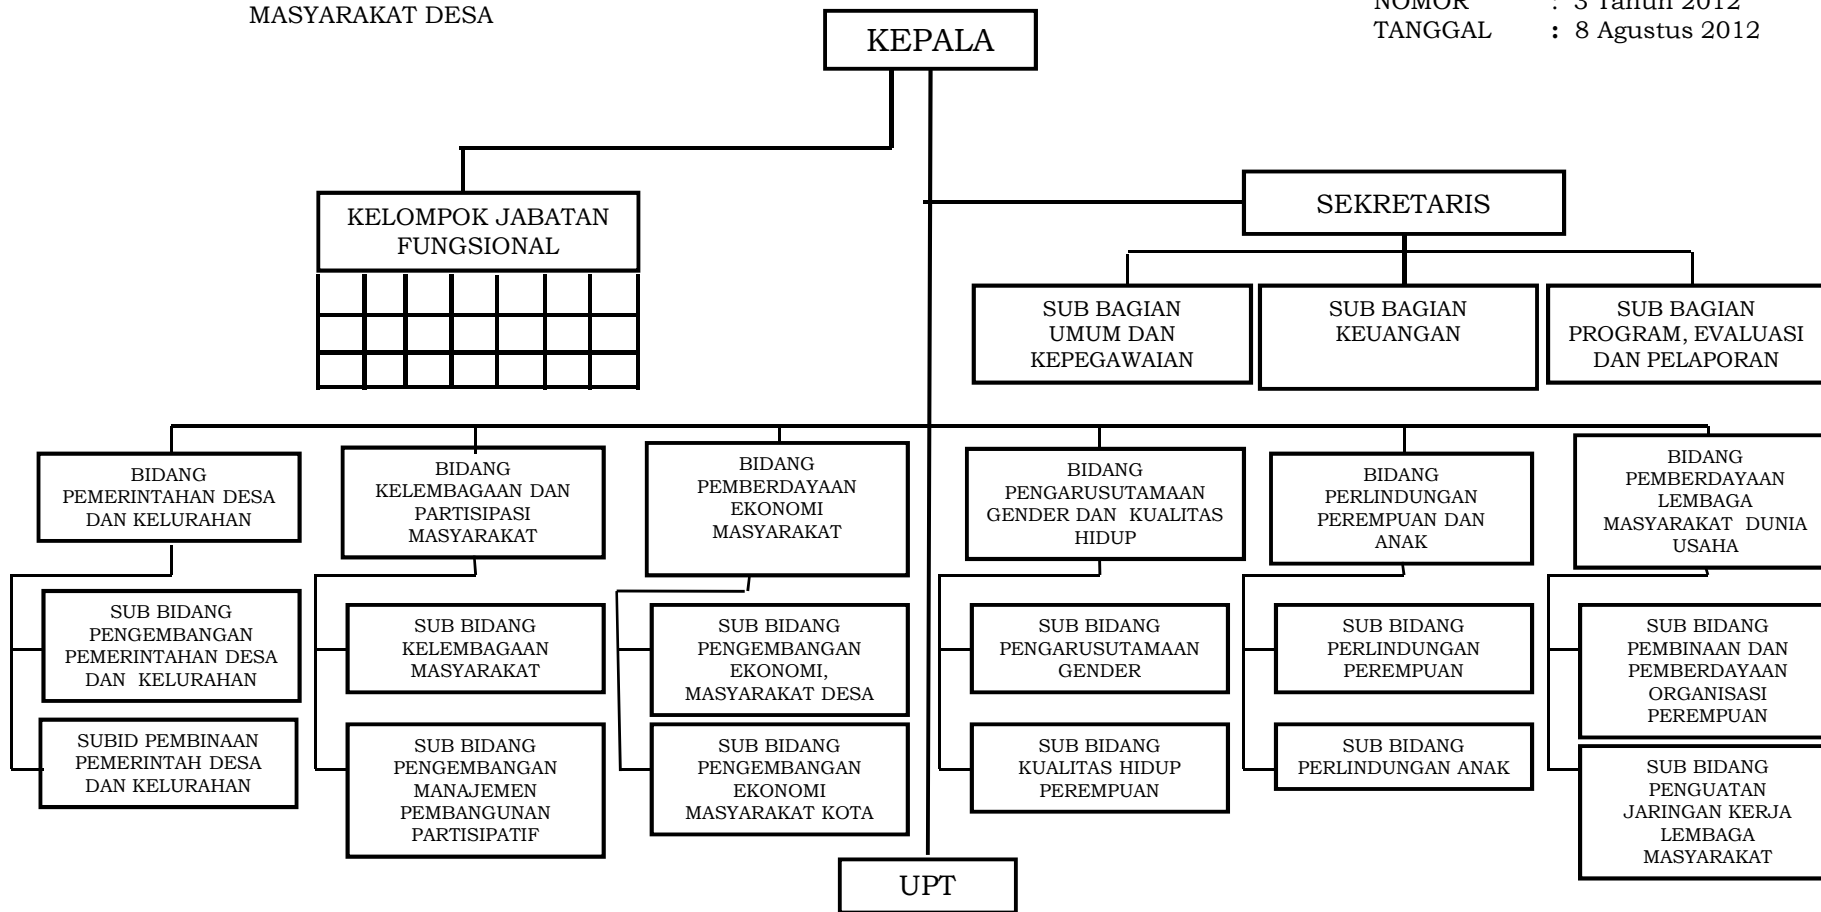 MASYARAKAT DESA
NOMOR : 3 Tahun 2012
TANGGAL : 8 Agustus 2012
KEPALA
KELOMPOK JABATAN
FUNGSIONAL
SEKRETARIS
SUB BAGIAN
UMUM DAN
KEPEGAWAIAN
SUB BAGIAN
KEUANGAN
SUB BAGIAN
PROGRAM, EVALUASI
DAN PELAPORAN
BIDANG
PEMERINTAHAN DESA
DAN KELURAHAN
BIDANG
KELEMBAGAAN DAN
PARTISIPASI
MASYARAKAT
BIDANG
PEMBERDAYAAN
EKONOMI
MASYARAKAT
BIDANG
PENGARUSUTAMAAN
GENDER DAN KUALITAS
HIDUP
BIDANG
PERLINDUNGAN
PEREMPUAN DAN
ANAK
BIDANG
PEMBERDAYAAN
LEMBAGA
MASYARAKAT DUNIA
USAHA
SUB BIDANG
PENGEMBANGAN
PEMERINTAHAN DESA
DAN KELURAHAN
SUB BIDANG
KELEMBAGAAN
MASYARAKAT
SUB BIDANG
PENGEMBANGAN
EKONOMI,
MASYARAKAT DESA
SUB BIDANG
PENGARUSUTAMAAN
GENDER
SUB BIDANG
PERLINDUNGAN
PEREMPUAN
SUB BIDANG
PEMBINAAN DAN
PEMBERDAYAAN
ORGANISASI
PEREMPUAN
SUBID PEMBINAAN
PEMERINTAH DESA
DAN KELURAHAN
SUB BIDANG
PENGEMBANGAN
MANAJEMEN
PEMBANGUNAN
PARTISIPATIF
SUB BIDANG
PENGEMBANGAN
EKONOMI
MASYARAKAT KOTA
SUB BIDANG
KUALITAS HIDUP
PEREMPUAN
SUB BIDANG
PERLINDUNGAN ANAK
SUB BIDANG
PENGUATAN
JARINGAN KERJA
LEMBAGA
MASYARAKAT
UPT